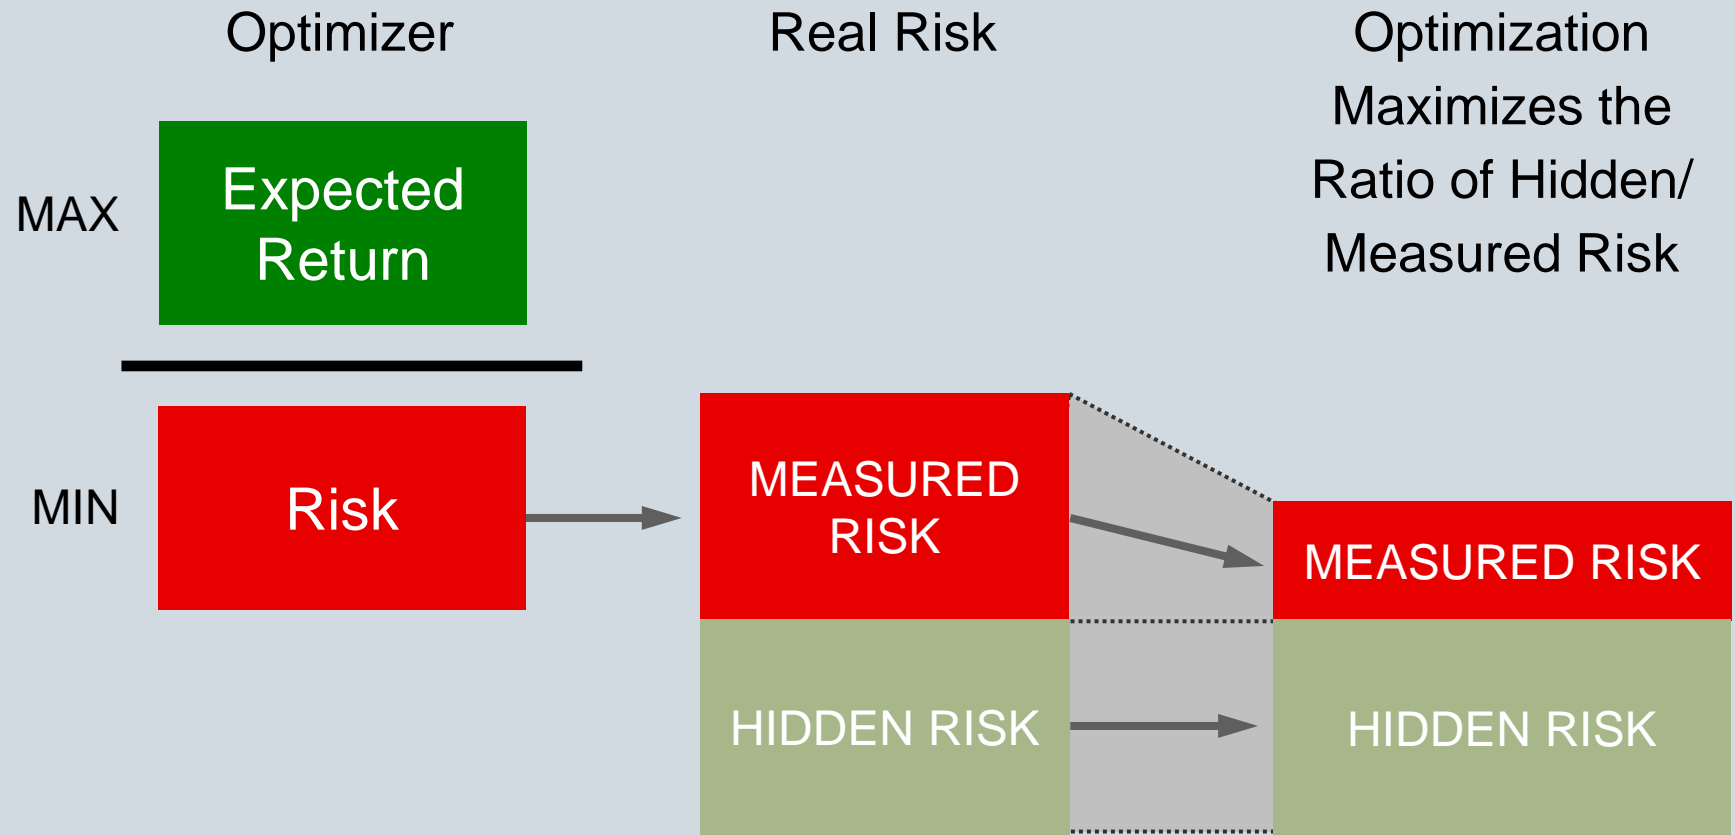 Optimizer
MAX
Expected
Return
MIN
Risk
Real Risk
MEASURED
RISK
HIDDEN RISK
Optimization
Maximizes the
Ratio of Hidden/
Measured Risk
MEASURED RISK
HIDDEN RISK